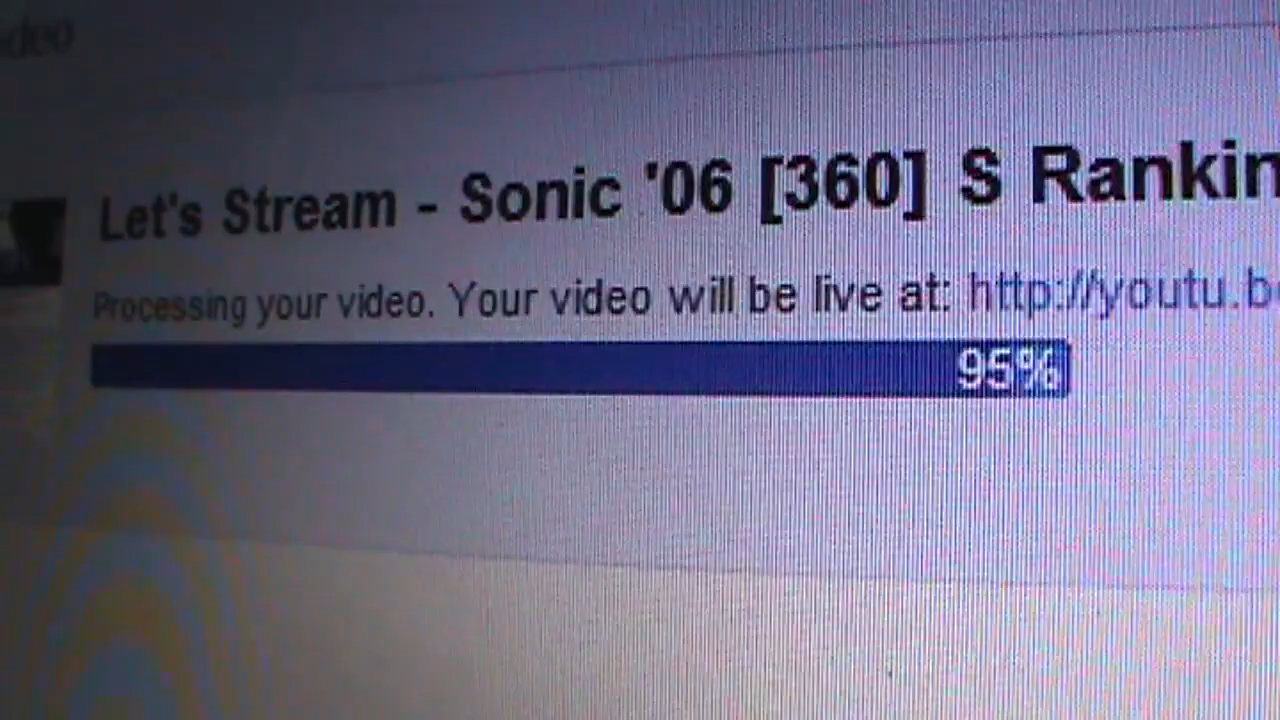 Let's Stream - Sonic '06 [360] S Rankin
Processing your video. Your video will be live at: http://youtu.b
95%